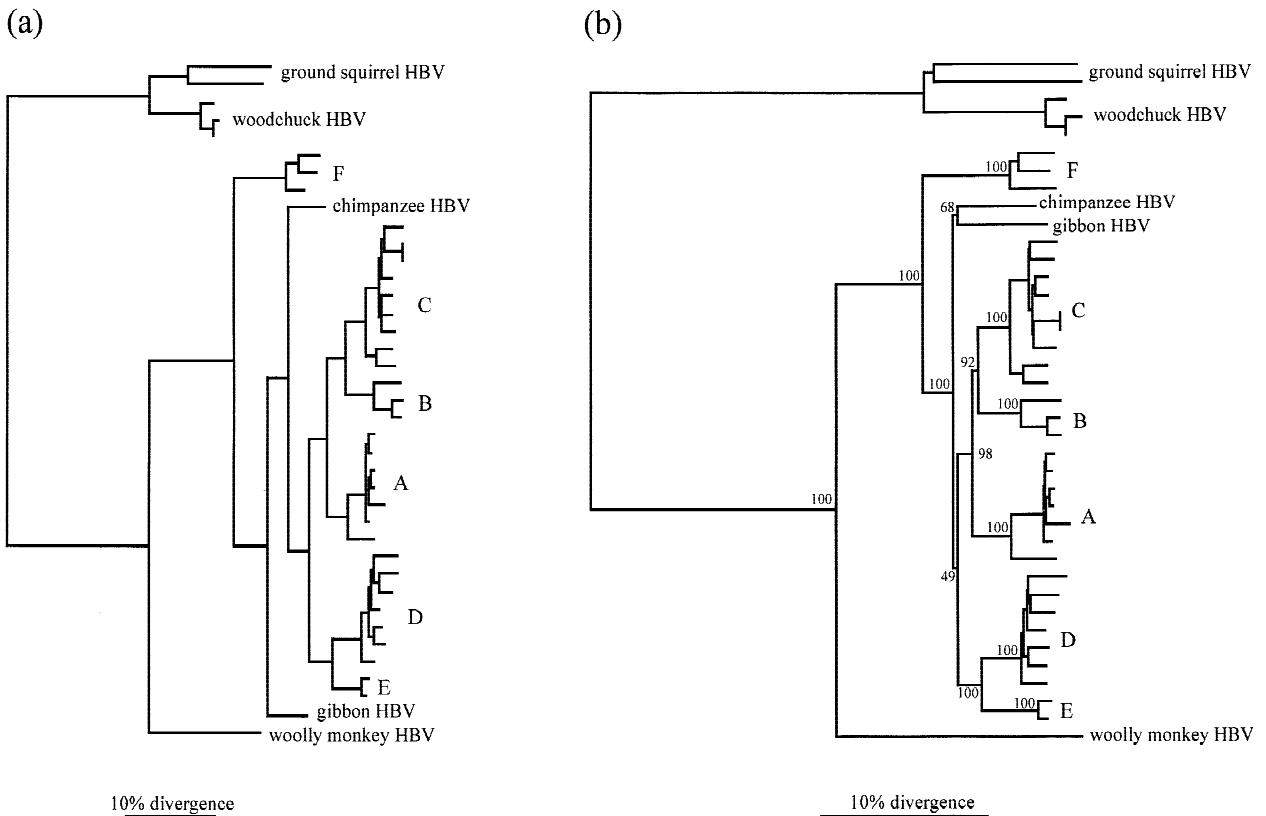 (a)
ground squirrel HBV
woodchuck HBV
F
chimpanzee HBV
C
B
A
D
E
gibbon HBV
woolly monkey HBV
10% divergence
(b)
ground squirrel HBV
woodchuck HBV
100
F
68
chimpanzee HBV
gibbon HBV
100
100
C
92
100
100
B
98
100
A
100
49
100
D
100
100
E
woolly monkey HBV
10% divergence